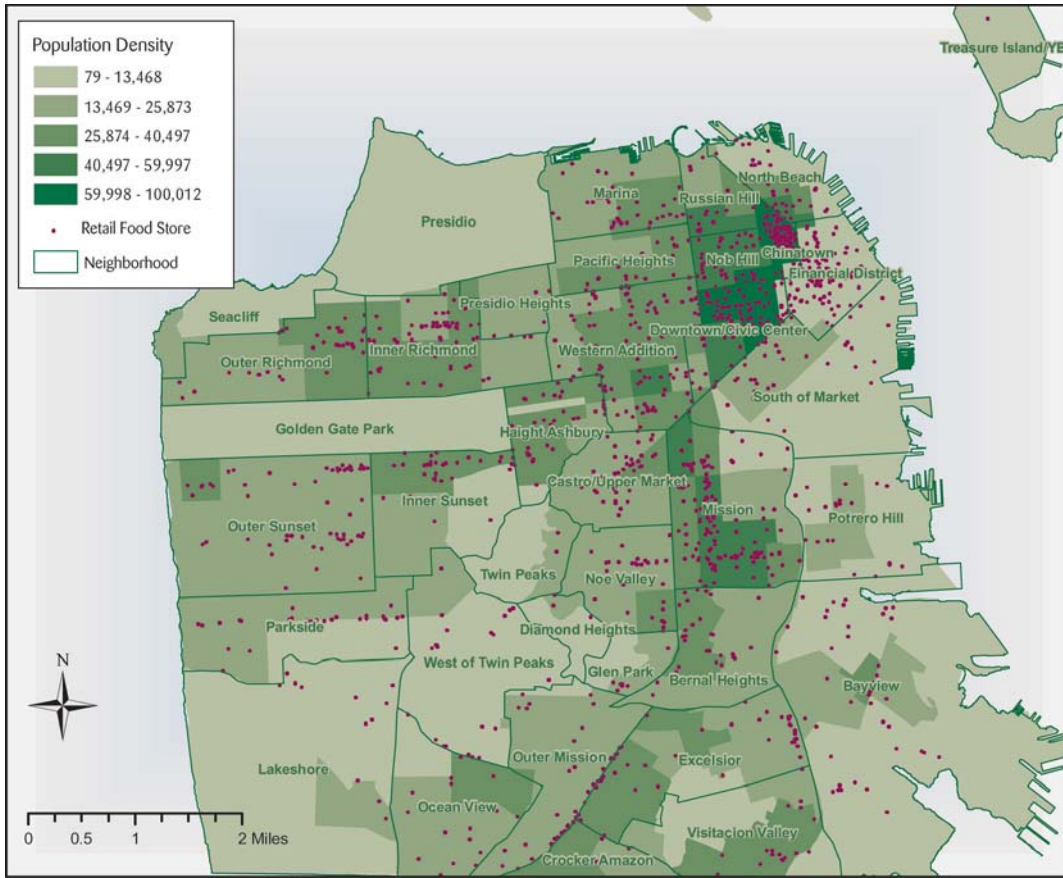 Population Density
79 - 13,468
13,469 - 25,873
25,874 - 40,497
40,497 - 59,997
59,998 - 100,012
Retail Food Store
Neighborhood
Treasure Island/YB
North Beach
Marina
Russian Hill
Presidio
Chinatown
Nob Hill
Pacific Heights
Financial District
Presidio Heights
Seacliff
Downtown/Civic Center
Inner Richmond
Western Addition
Outer Richmond
South of Market
Golden Gate Park
Haight Ashbury
Castro/Upper Market
Inner Sunset
Mission
Potrero Hill
Outer Sunset
Twin Peaks
Noe Valley
Parkside
Diamond Heights
West of Twin Peaks
Glen Park
Bernal Heights
Bayview
N
Outer Mission
Excelsior
Lakeshore
Ocean View
Visitacion Valley
Crocker Amazon
0 0.5 1 2 Miles